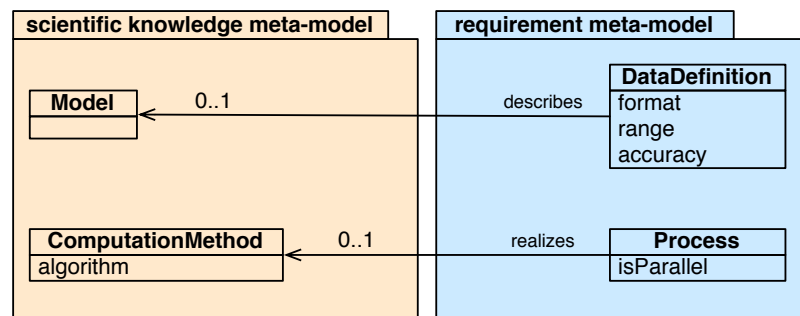 scientific knowledge meta-model
requirement meta-model
Model
0..1
describes
DataDefinition
format
range
accuracy
ComputationMethod
algorithm
0..1
realizes
Process
isParallel